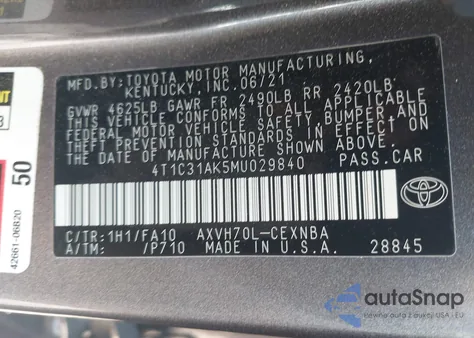 MFD.BY: TOYOTA MOTOR MANUFACTURING,
KENTUCKY, INC. 06/21
GVWR 4625LB GAWR FR 2490LB RR 2420LB
THIS VEHICLE CONFORMS TO ALL APPLICABLE
FEDERAL MOTOR VEHICLE SAFETY, BUMPER, AND
THEFT PREVENTION STANDARDS IN EFFECT ON
THE DATE OF MANUFACTURE SHOWN ABOVE.
4T1C31AK5MU029840 PASS.CAR
C/TR: 1H1/FA10 AXVH70L-CEXNBA
A/TM: /P710 MADE IN U.S.A. 28845
TOYOTA
50
42661-06820
autoSnap